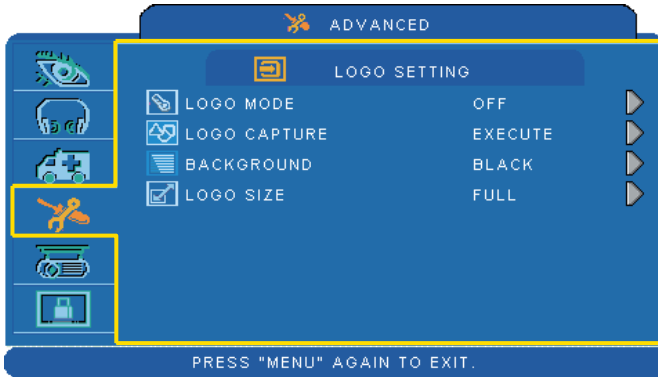 ADVANCED
LOGO SETTING
LOGO MODE OFF
LOGO CAPTURE EXECUTE
BACKGROUND BLACK
LOGO SIZE FULL
PRESS "MENU" AGAIN TO EXIT.